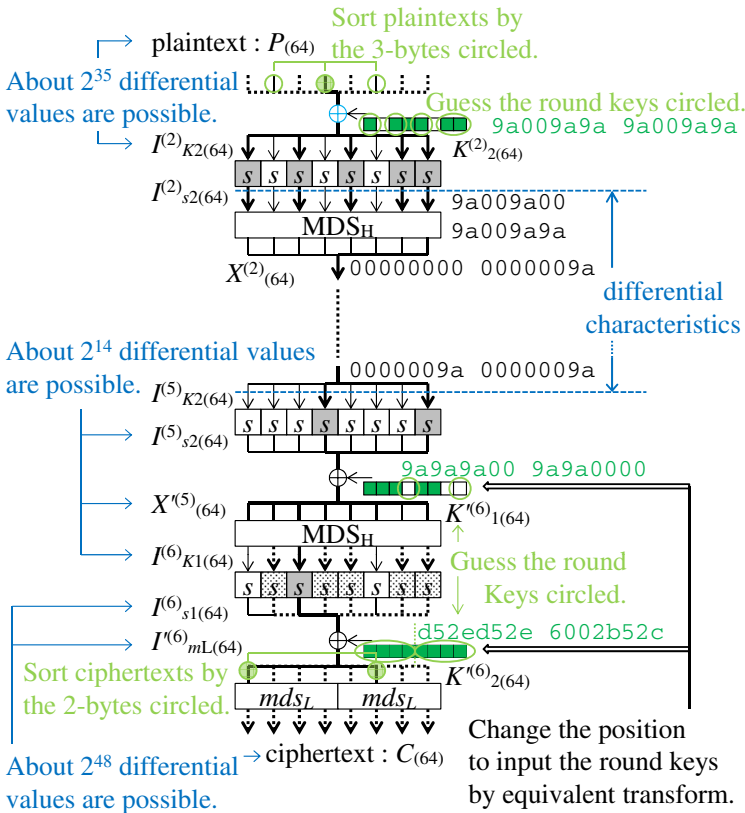 Sort plaintexts by
the 3-bytes circled.
plaintext : P(64)
About 2^35 differential
values are possible.
Guess the round keys circled.
9a009a9a 9a009a9a
K^(2)2(64)
I^(2)K2(64)
s s s s s s s s
I^(2)s2(64)
9a009a00
MDSH
9a009a9a
X^(2)(64)
00000000 0000009a
differential
characteristics
About 2^14 differential values
are possible.
0000009a 0000009a
I^(5)K2(64)
s s s s s s s s
I^(5)s2(64)
9a9a9a00 9a9a0000
X'^(5)(64)
K'^(6)1(64)
MDSH
I^(6)K1(64)
Guess the round
Keys circled.
s s s s s s s s
I^(6)s1(64)
d52ed52e 6002b52c
I'^(6)mL(64)
K'^(6)2(64)
Sort ciphertexts by
the 2-bytes circled.
mdsL mdsL
Change the position
to input the round keys
by equivalent transform.
ciphertext : C(64)
About 2^48 differential
values are possible.